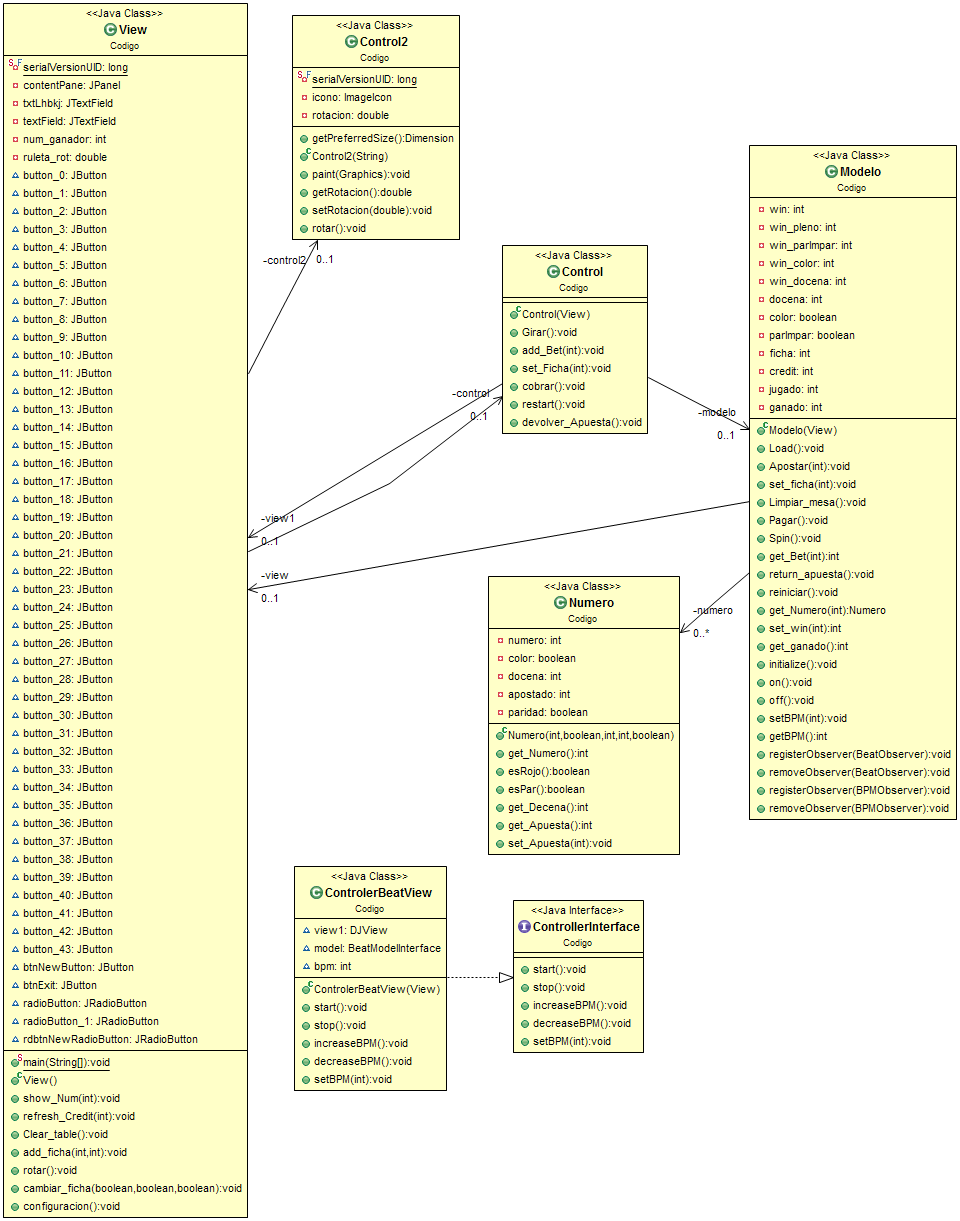 <<Java Class>>
View
Codigo
serialVersionUID: long
contentPane: JPanel
txtLhbkj: JTextField
textField: JTextField
num_ganador: int
ruleta_rot: double
button_0: JButton
button_1: JButton
button_2: JButton
button_3: JButton
button_4: JButton
button_5: JButton
button_6: JButton
button_7: JButton
button_8: JButton
button_9: JButton
button_10: JButton
button_11: JButton
button_12: JButton
button_13: JButton
button_14: JButton
button_15: JButton
button_16: JButton
button_17: JButton
button_18: JButton
button_19: JButton
button_20: JButton
button_21: JButton
button_22: JButton
button_23: JButton
button_24: JButton
button_25: JButton
button_26: JButton
button_27: JButton
button_28: JButton
button_29: JButton
button_30: JButton
button_31: JButton
button_32: JButton
button_33: JButton
button_34: JButton
button_35: JButton
button_36: JButton
button_37: JButton
button_38: JButton
button_39: JButton
button_40: JButton
button_41: JButton
button_42: JButton
button_43: JButton
btnNewButton: JButton
btnExit: JButton
radioButton: JRadioButton
radioButton_1: JRadioButton
rdbtnNewRadioButton: JRadioButton
main(String[]):void
View()
show_Num(int):void
refresh_Credit(int):void
Clear_table():void
add_ficha(int,int):void
rotar():void
cambiar_ficha(boolean,boolean,boolean):void
configuracion():void
<<Java Class>>
Control2
Codigo
serialVersionUID: long
icono: ImageIcon
rotacion: double
getPreferredSize():Dimension
Control2(String)
paint(Graphics):void
getRotacion():double
setRotacion(double):void
rotar():void
-control2
0..1
<<Java Class>>
Control
Codigo
Control(View)
Girar():void
add_Bet(int):void
set_Ficha(int):void
cobrar():void
restart():void
devolver_Apuesta():void
-control
0..1
-view1
0..1
-view
0..1
-modelo
0..1
<<Java Class>>
Modelo
Codigo
win: int
win_pleno: int
win_parImpar: int
win_color: int
win_docena: int
docena: int
color: boolean
parImpar: boolean
ficha: int
credit: int
jugado: int
ganado: int
Modelo(View)
Load():void
Apostar(int):void
set_ficha(int):void
Limpiar_mesa():void
Pagar():void
Spin():void
get_Bet(int):int
return_apuesta():void
reiniciar():void
get_Numero(int):Numero
set_win(int):int
get_ganado():int
initialize():void
on():void
off():void
setBPM(int):void
getBPM():int
registerObserver(BeatObserver):void
removeObserver(BeatObserver):void
registerObserver(BPMObserver):void
removeObserver(BPMObserver):void
-numero
0..*
<<Java Class>>
Numero
Codigo
numero: int
color: boolean
docena: int
apostado: int
paridad: boolean
Numero(int,boolean,int,int,boolean)
get_Numero():int
esRojo():boolean
esPar():boolean
get_Decena():int
get_Apuesta():int
set_Apuesta(int):void
<<Java Class>>
ControlerBeatView
Codigo
view1: DJView
model: BeatModelInterface
bpm: int
ControlerBeatView(View)
start():void
stop():void
increaseBPM():void
decreaseBPM():void
setBPM(int):void
<<Java Interface>>
ControllerInterface
Codigo
start():void
stop():void
increaseBPM():void
decreaseBPM():void
setBPM(int):void